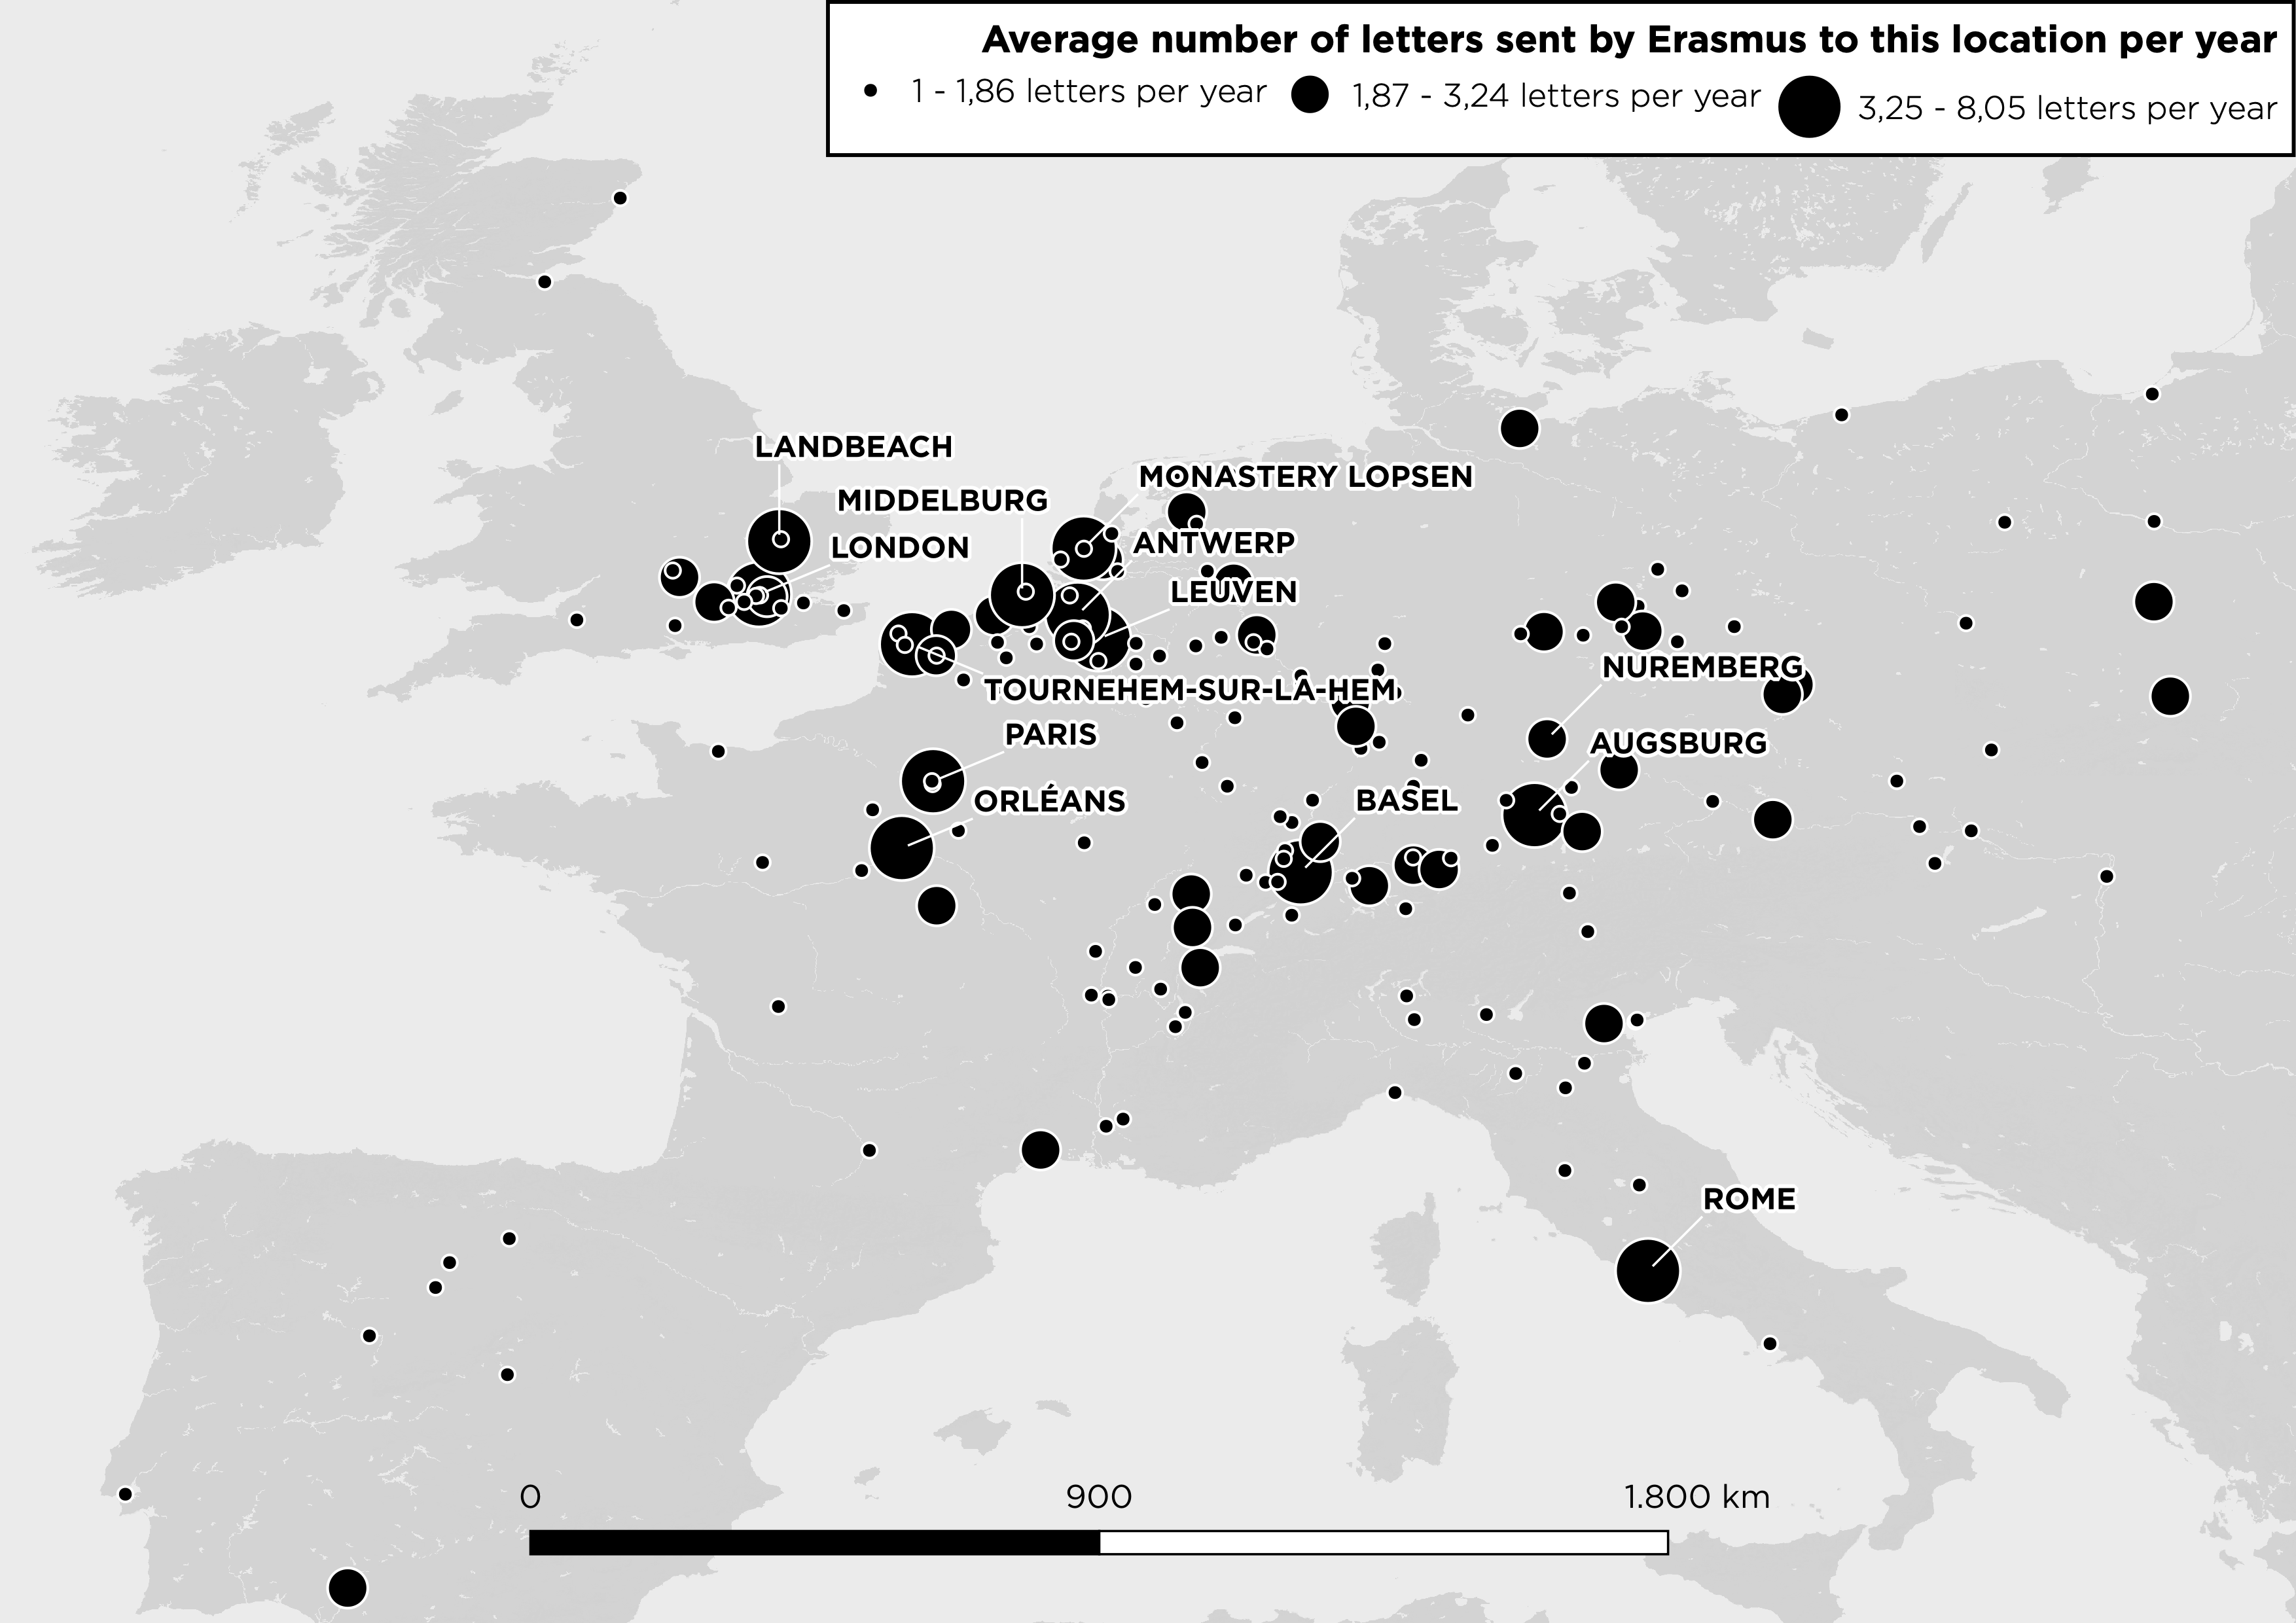 Average number of letters sent by Erasmus to this location per year
1 - 1,86 letters per year 1,87 - 3,24 letters per year 3,25 - 8,05 letters per year
LANDBEACH
MONASTERY LOPSEN
MIDDELBURG
ANTWERP
LONDON
LEUVEN
NUREMBERG
TOURNEHEM-SUR-LA-HEM
PARIS
AUGSBURG
ORLÉANS
BASEL
ROME
0 900 1.800 km